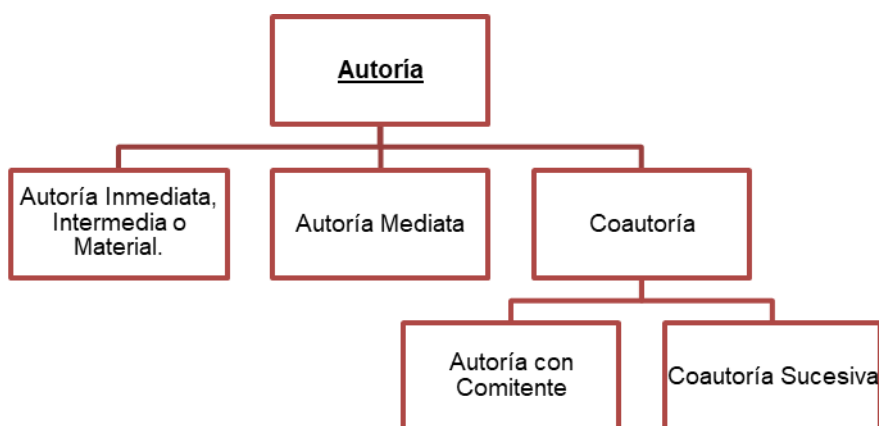 Autoría
Autoría Inmediata,
Intermedia o
Material.
Autoría Mediata
Coautoría
Autoría con
Comitente
Coautoría Sucesiva